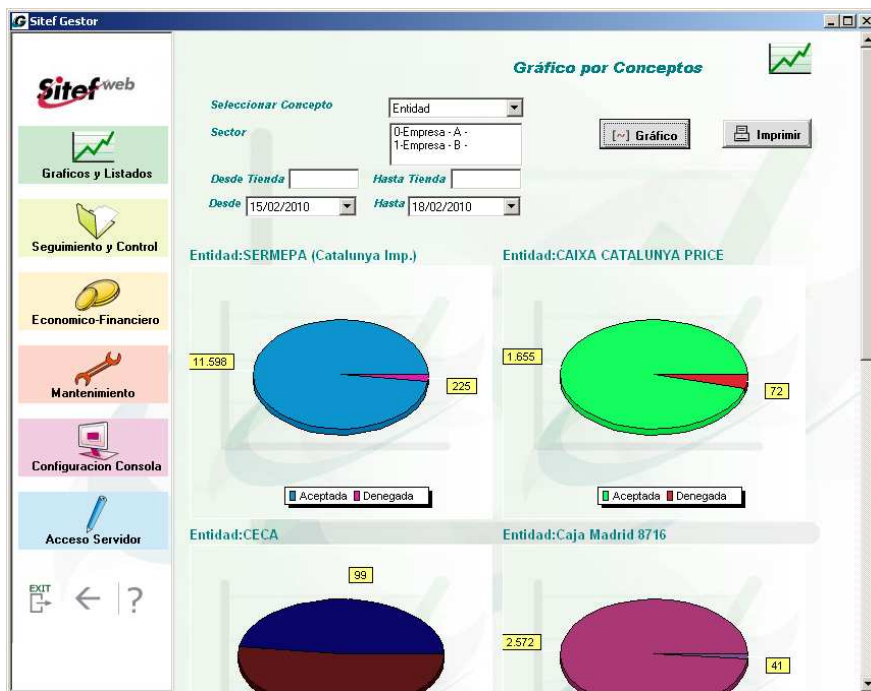 Sitef Gestor
Sitef web
Graficos y Listados
Seguimiento y Control
Economico-Financiero
Mantenimiento
Configuracion Consola
Acceso Servidor
EXIT
?
Gráfico por Conceptos
Seleccionar Concepto
Entidad
Sector
0-Empresa - A -
1-Empresa - B -
[~] Gráfico
Imprimir
Desde Tienda
Hasta Tienda
Desde 15/02/2010
Hasta 18/02/2010
Entidad:SERMEPA (Catalunya Imp.)
11.598
225
Aceptada Denegada
Entidad:CAIXA CATALUNYA PRICE
1.655
72
Aceptada Denegada
Entidad:CECA
99
Entidad:Caja Madrid 8716
2.572
41